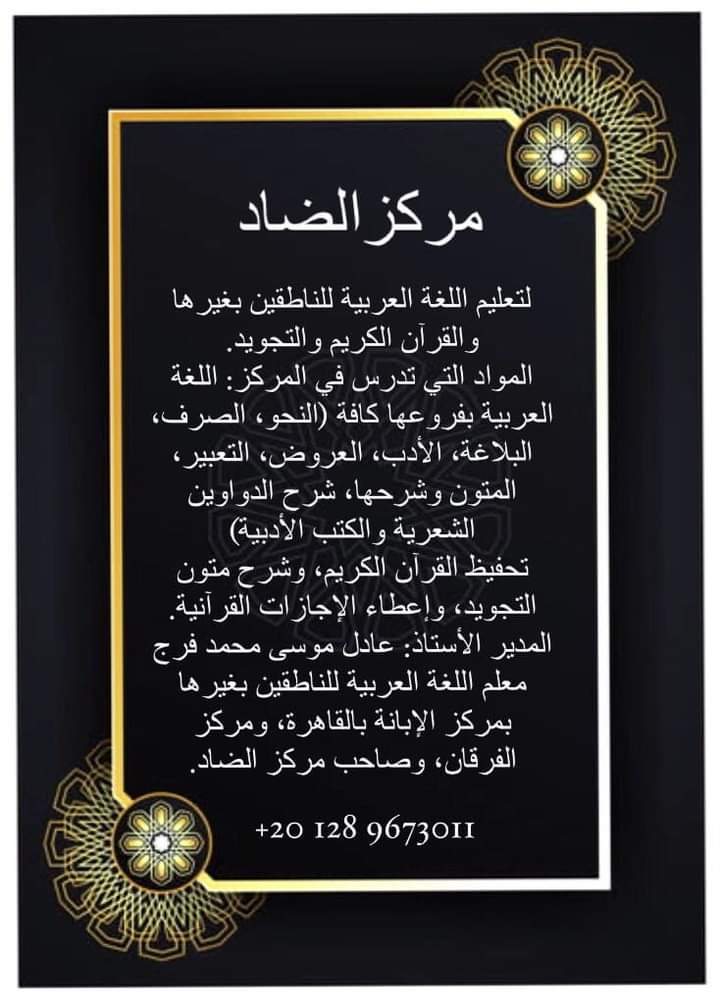 مركز الضاد
لتعليم اللغة العربية للناطقين بغيرها
والقرآن الكريم والتجويد.
المواد التي تدرس في المركز: اللغة
العربية بفروعها كافة (النحو، الصرف،
البلاغة، الأدب، العروض، التعبير،
المتون وشرحها، شرح الدواوين
الشعرية والكتب الأدبية)
تحفيظ القرآن الكريم، وشرح متون
التجويد، وإعطاء الإجازات القرآنية.
المدير الأستاذ: عادل موسى محمد فرج
معلم اللغة العربية للناطقين بغيرها
بمركز الإبانة بالقاهرة، ومركز
الفرقان، وصاحب مركز الضاد.
+20 128 9673011